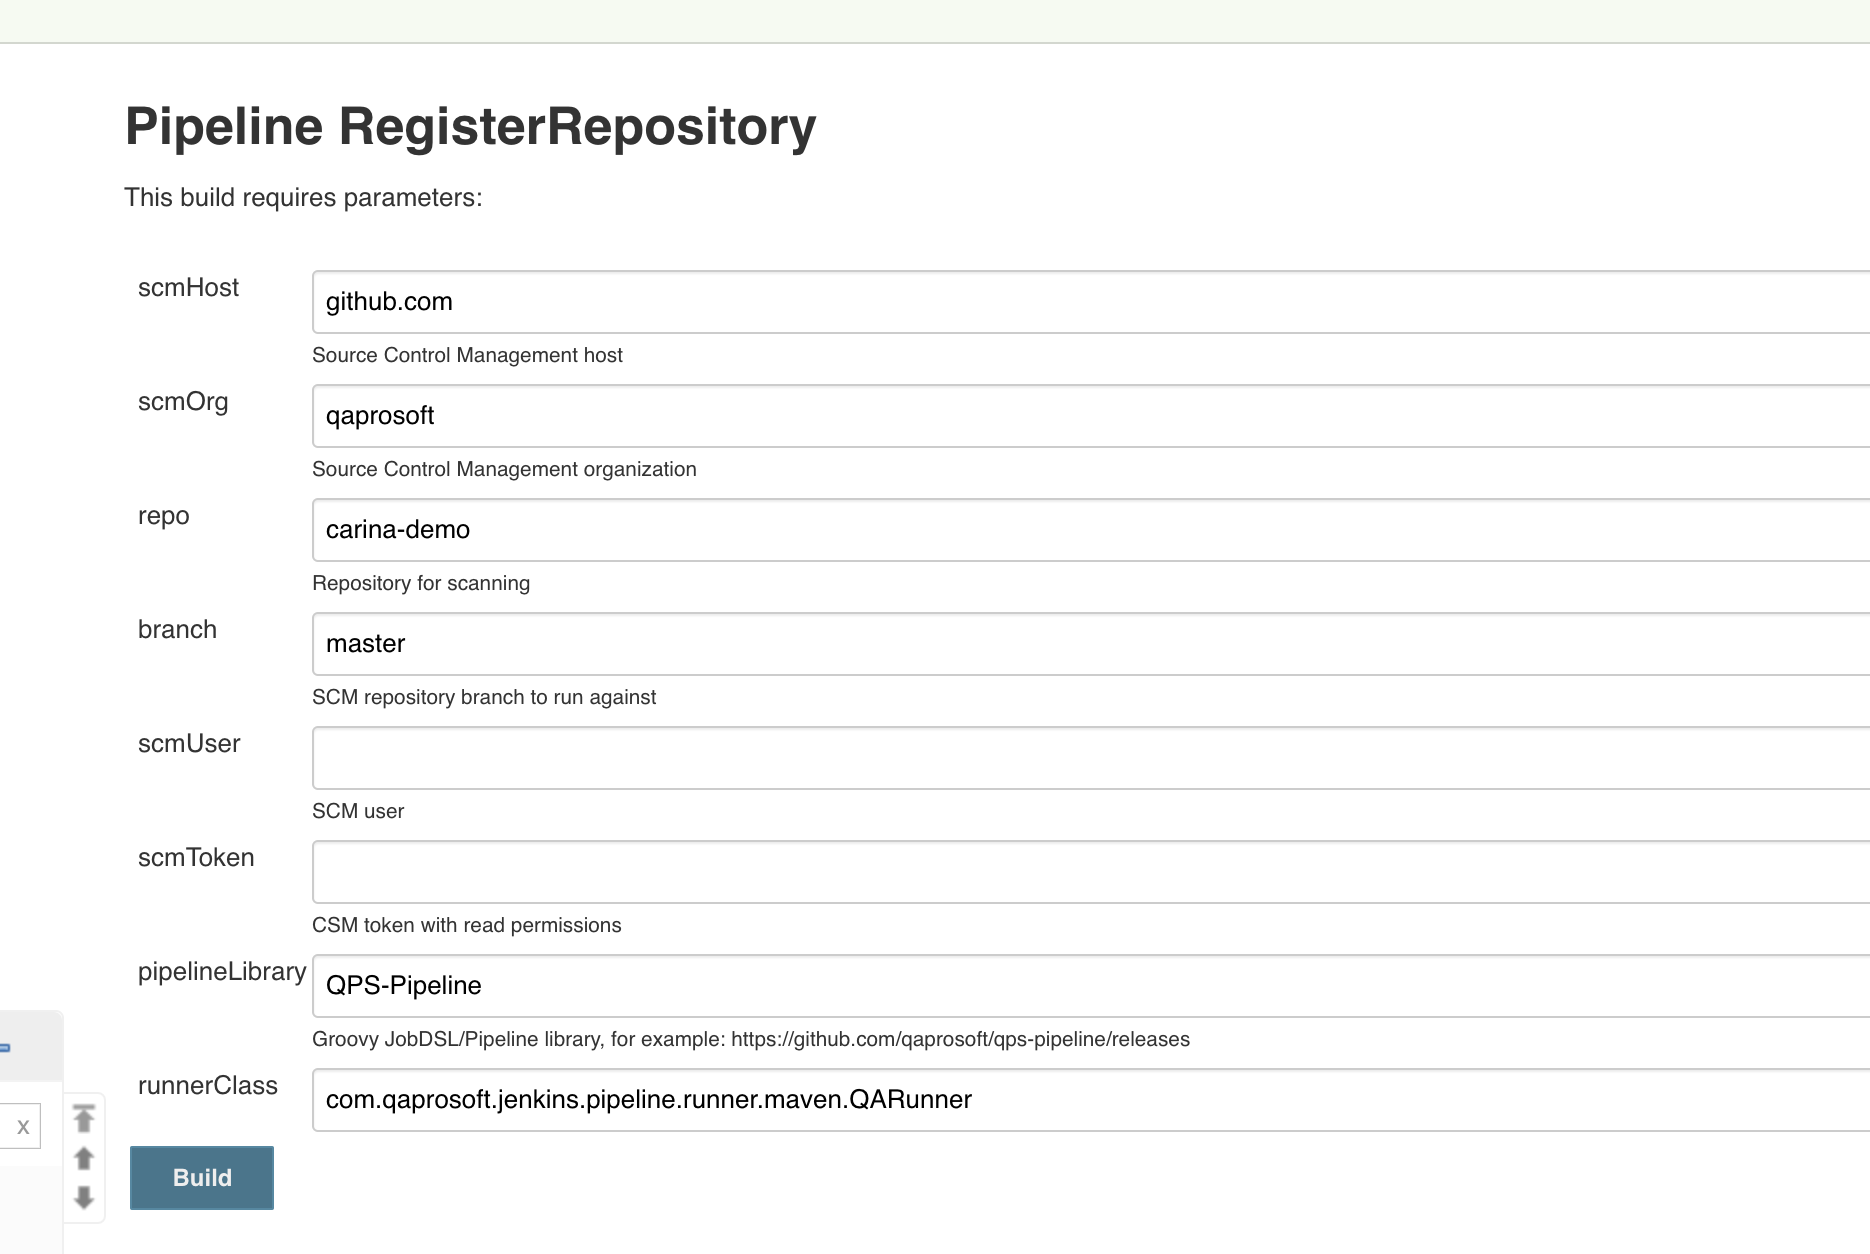 Pipeline RegisterRepository
This build requires parameters:
scmHost
github.com
Source Control Management host
scmOrg
qaprosoft
Source Control Management organization
repo
carina-demo
Repository for scanning
branch
master
SCM repository branch to run against
scmUser
SCM user
scmToken
CSM token with read permissions
pipelineLibrary
QPS-Pipeline
Groovy JobDSL/Pipeline library, for example: https://github.com/qaprosoft/qps-pipeline/releases
runnerClass
com.qaprosoft.jenkins.pipeline.runner.maven.QARunner
x
Build